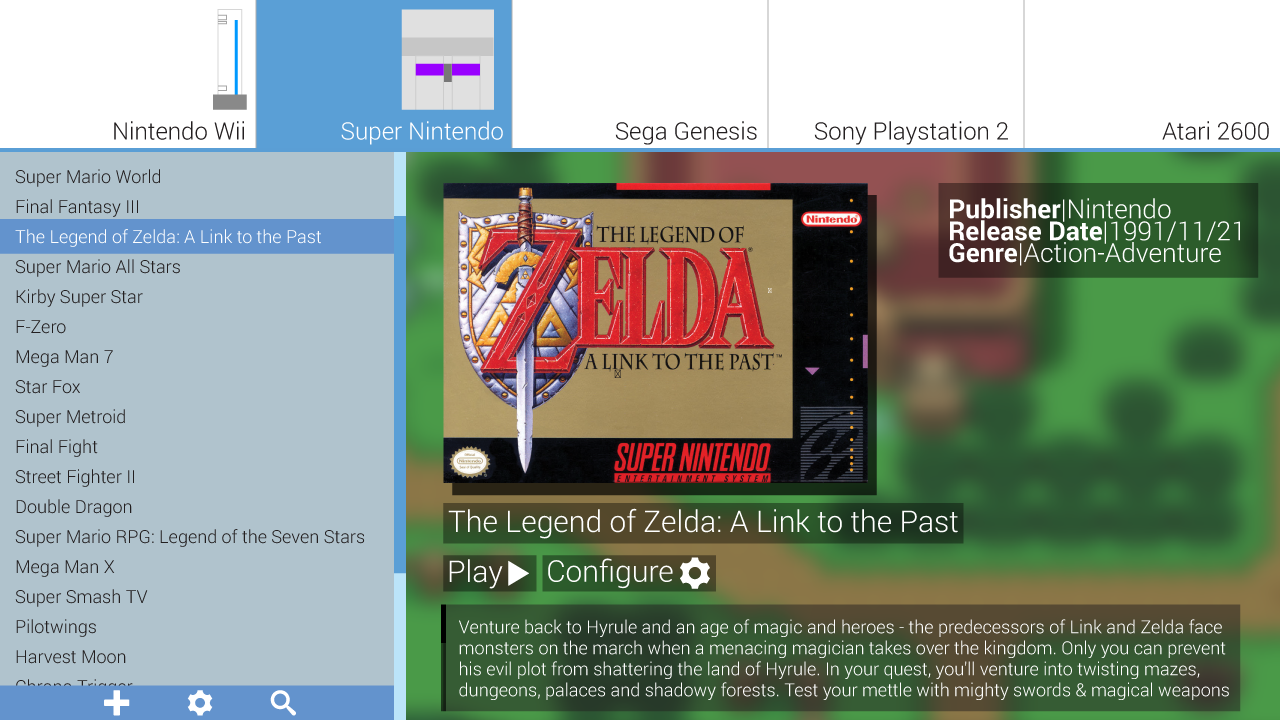 Nintendo Wii
Super Nintendo
Sega Genesis
Sony Playstation 2
Atari 2600
Super Mario World
Final Fantasy III
The Legend of Zelda: A Link to the Past
Super Mario All Stars
Kirby Super Star
F-Zero
Mega Man 7
Star Fox
Super Metroid
Final Fight
Street Fighter II
Double Dragon
Super Mario RPG: Legend of the Seven Stars
Mega Man X
Super Smash TV
Pilotwings
Harvest Moon
Chrono Trigger
THE LEGEND OF
ZELDA
A LINK TO THE PAST™
Nintendo
SUPER NINTENDO
ENTERTAINMENT SYSTEM
Publisher|Nintendo
Release Date|1991/11/21
Genre|Action-Adventure
The Legend of Zelda: A Link to the Past
Play
Configure
Venture back to Hyrule and an age of magic and heroes - the predecessors of Link and Zelda face
monsters on the march when a menacing magician takes over the kingdom. Only you can prevent
his evil plot from shattering the land of Hyrule. In your quest, you'll venture into twisting mazes,
dungeons, palaces and shadowy forests. Test your mettle with mighty swords & magical weapons